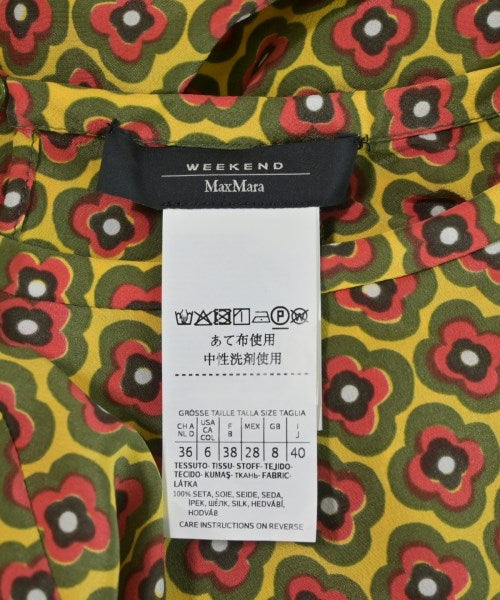 WEEKEND
MaxMara
あて布使用
中性洗剤使用
GRÖSSE TAILLE TALLA SIZE TAGLIA
CH A NL D USA CA COL F B MEX GB I J
36 6 38 28 8 40
TESSUTO- TISSU- STOFF- TEJIDO-
TECIDO- KUMAŞ- ТКАНЬ- FABRIC-
LÁTKA
100% SETA, SOIE, SEIDE, SEDA,
İPEK, ШЁЛК, SILK, HEDVÁBÍ,
HODVÁB
CARE INSTRUCTIONS ON REVERSE